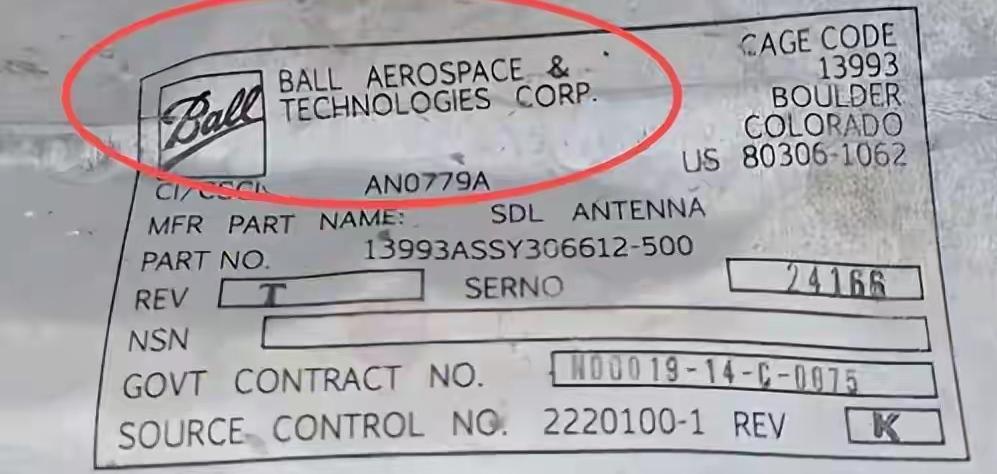 Ball
BALL AEROSPACE &
TECHNOLOGIES CORP.
CAGE CODE
13993
BOULDER
COLORADO
US 80306-1062
CI/CSCI AN0779A
MFR PART NAME: SDL ANTENNA
PART NO. 13993ASSY306612-500
REV T SERNO 24166
NSN
GOVT CONTRACT NO. N00019-14-C-0075
SOURCE CONTROL NO. 2220100-1 REV K